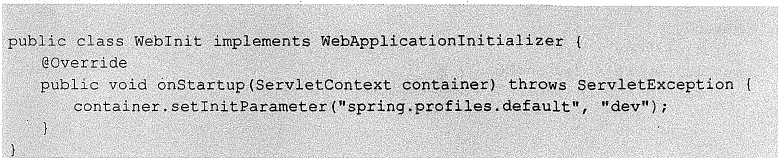 public class WebInit implements WebApplicationInitializer {
    @Override
    public void onStartup(ServletContext container) throws ServletException {
        container.setInitParameter("spring.profiles.default", "dev");
    }
}